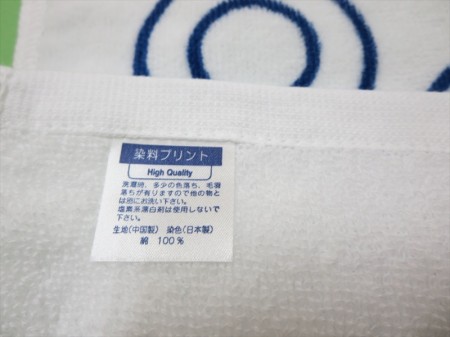 染料プリント
High Quality
洗濯時、多少の色落ち、毛羽
落ちが有りますので他の物と
は別にお洗い下さい。
塩素系漂白剤は使用しないで
下さい。
生地(中国製) 染色(日本製)
綿 100%